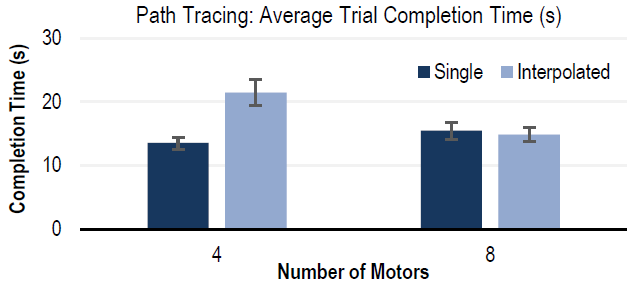 Path Tracing: Average Trial Completion Time (s)
30
Single Interpolated
20
10
0
Completion Time (s)
4 8
Number of Motors